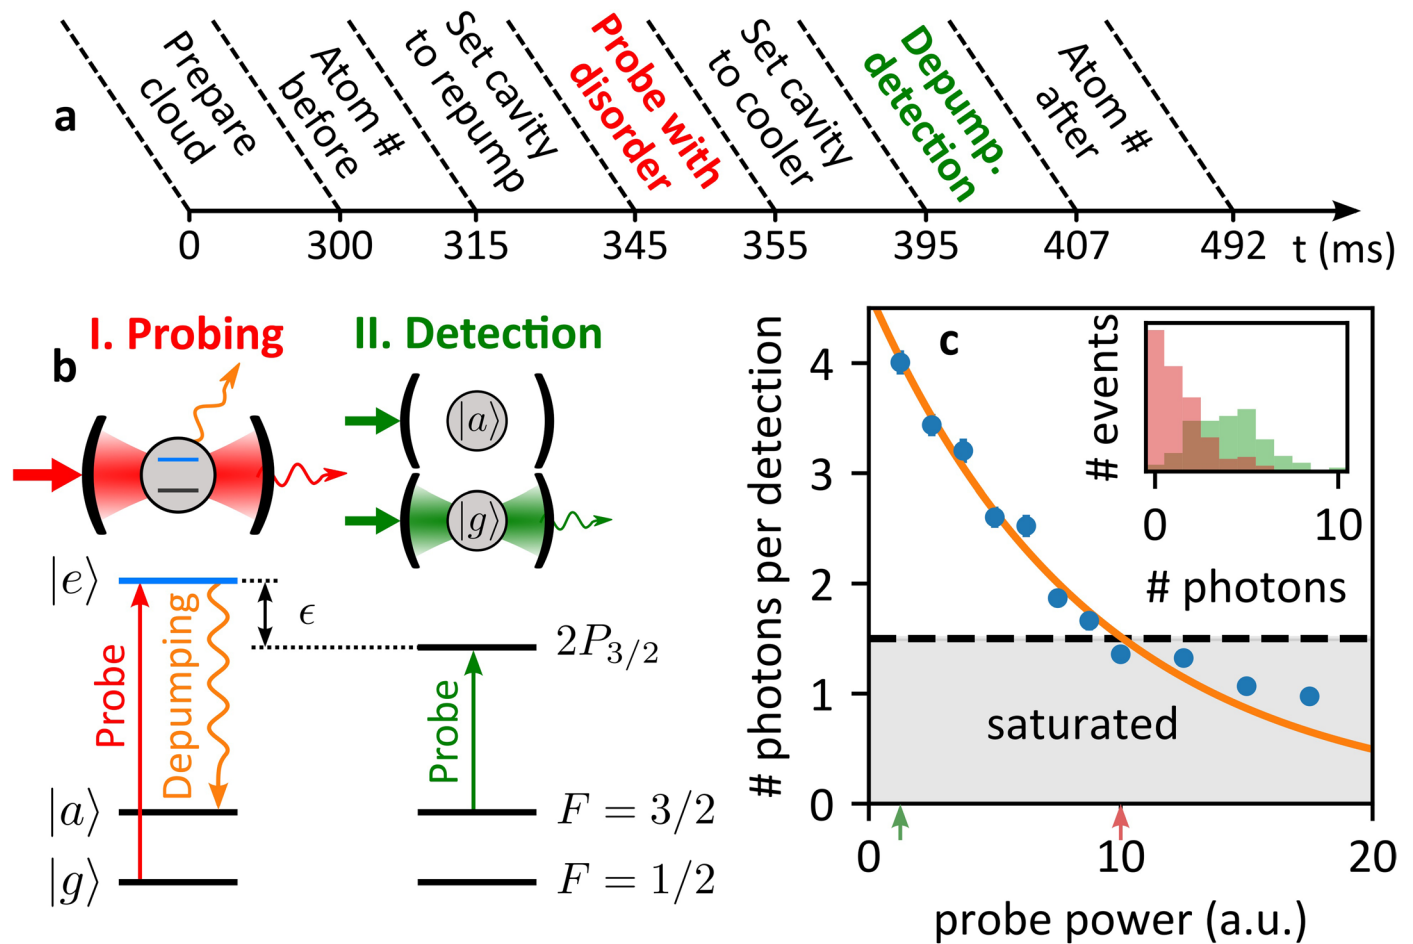 a
Prepare
cloud
Atom #
before
Set cavity
to repump
Probe with
disorder
Set cavity
to cooler
Depump.
detection
Atom #
after
0 300 315 345 355 395 407 492 t (ms)
b
I. Probing
II. Detection
|a⟩
|g⟩
|e⟩
ϵ
2P3/2
Probe
Depumping
Probe
|a⟩
F = 3/2
|g⟩
F = 1/2
c
# photons per detection
4
3
2
1
0
# events
0 10
# photons
saturated
0 10 20
probe power (a.u.)